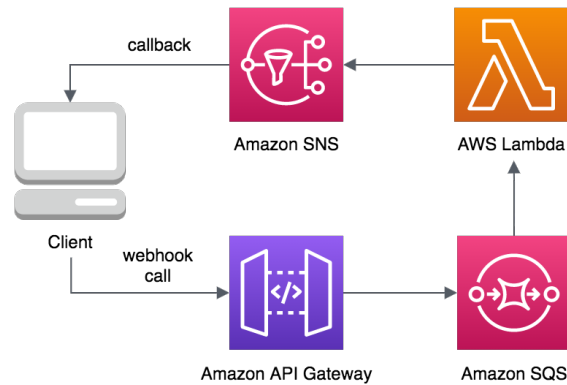 callback
Amazon SNS
AWS Lambda
Client
webhook
call
</>
Amazon API Gateway
Amazon SQS